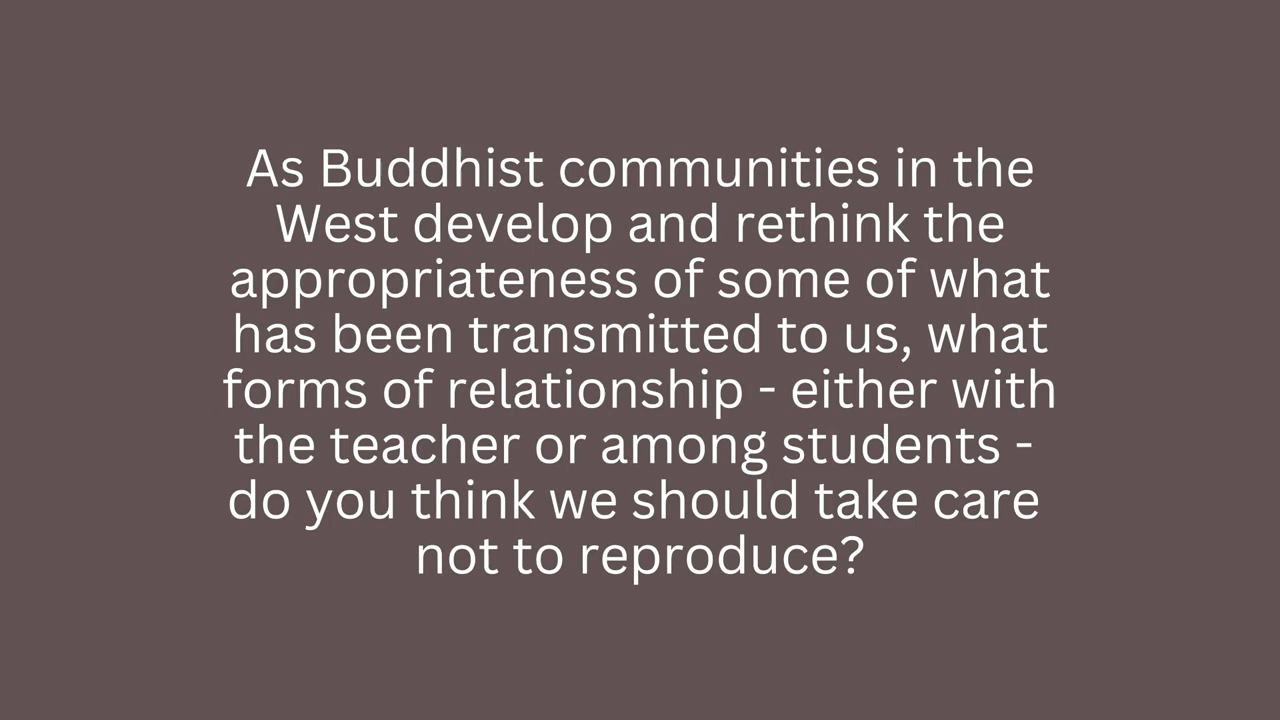 As Buddhist communities in the
West develop and rethink the
appropriateness of some of what
has been transmitted to us, what
forms of relationship - either with
the teacher or among students -
do you think we should take care
not to reproduce?